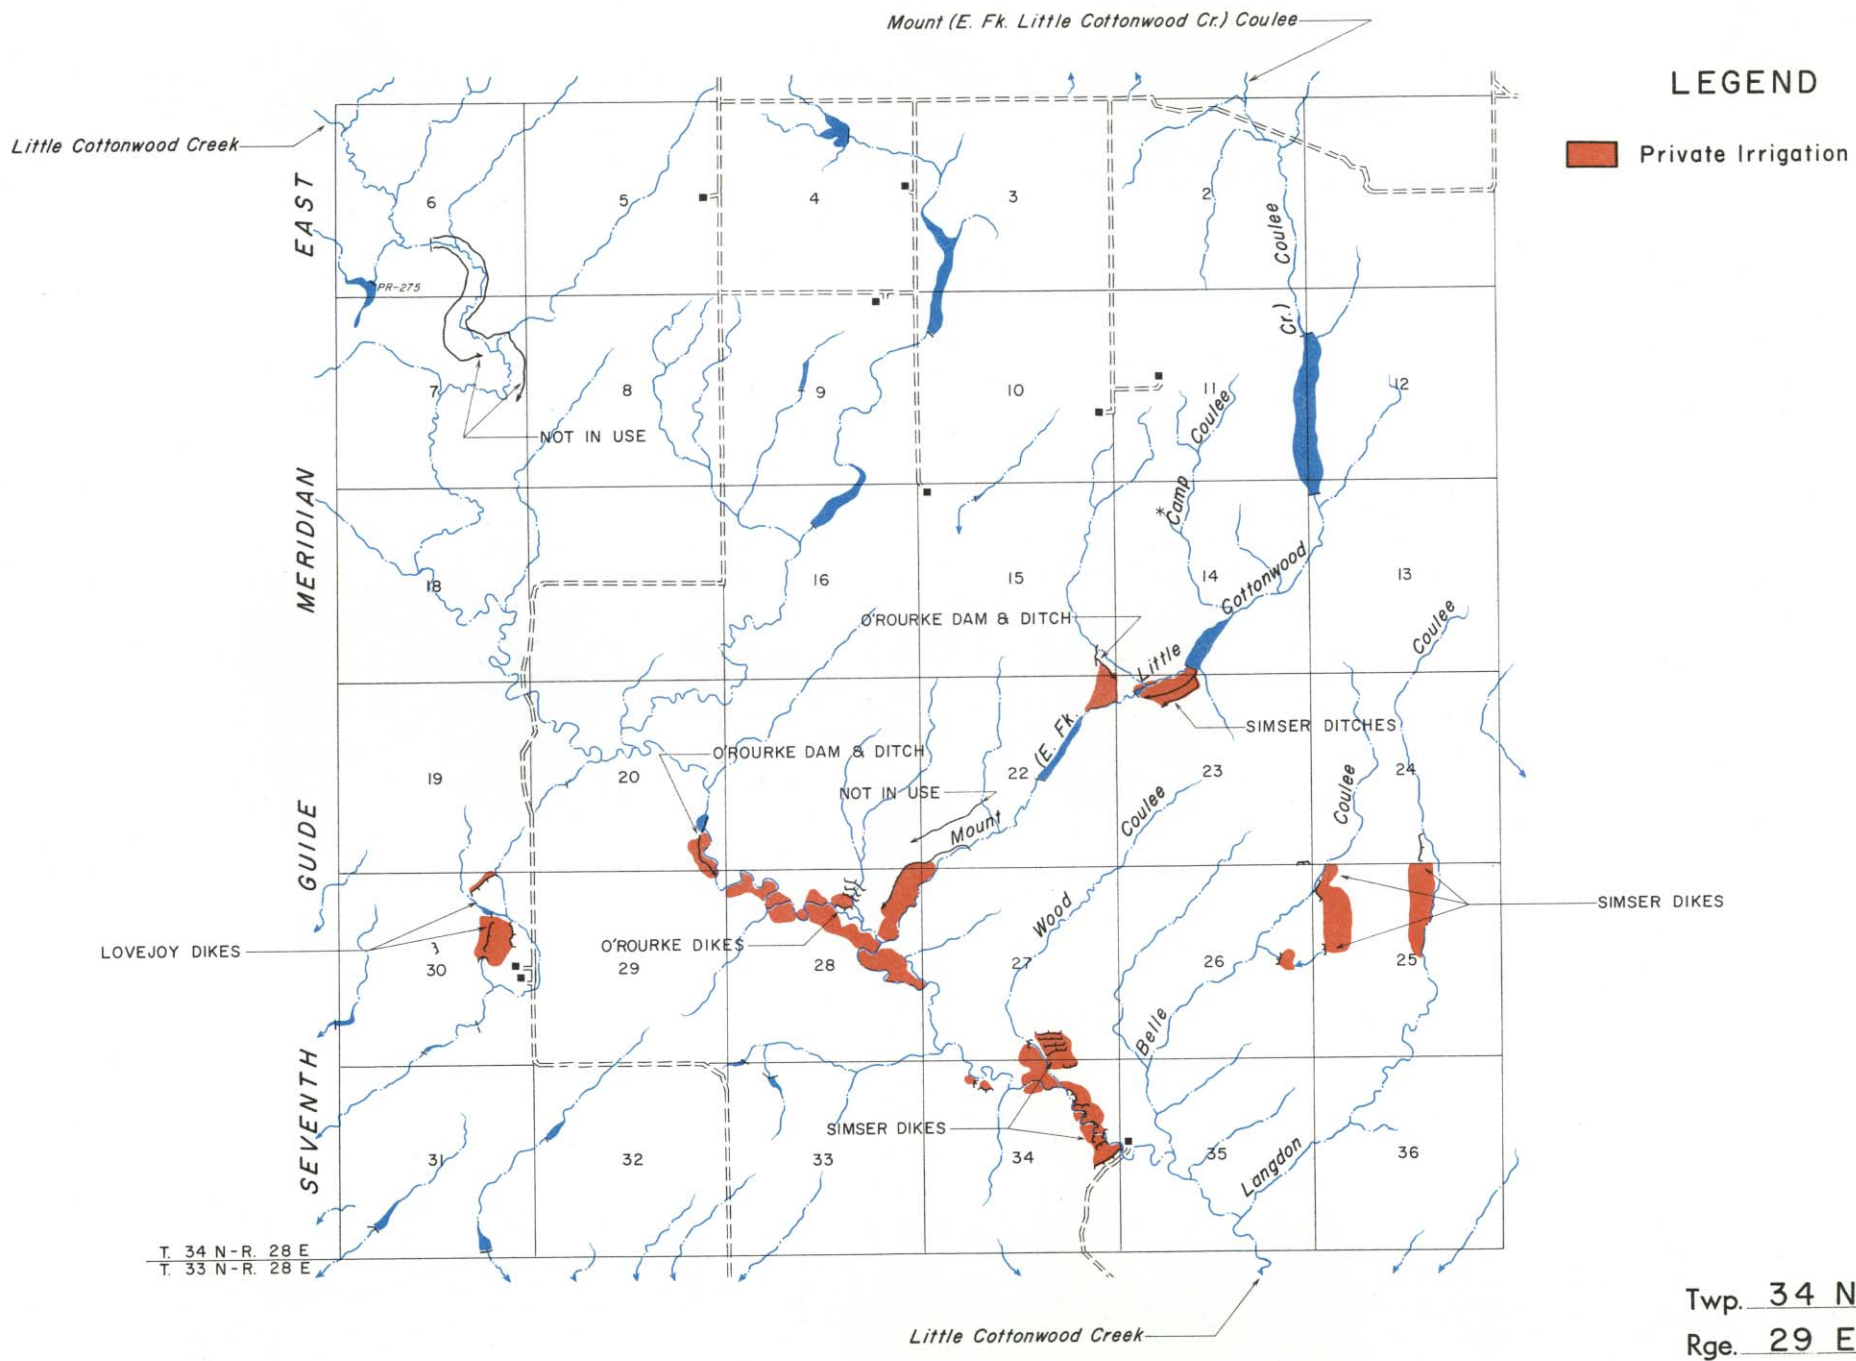 Mount (E. Fk. Little Cottonwood Cr.) Coulee
LEGEND
Private Irrigation
Little Cottonwood Creek
SEVENTH GUIDE MERIDIAN EAST
6
5
4
3
2
Coulee
PR-275
Cr.)
7
8
9
10
11
12
NOT IN USE
Coulee
*Camp
18
16
15
14
13
Cottonwood
O'ROURKE DAM & DITCH
Little
Coulee
SIMSER DITCHES
(E. Fk.
O'ROURKE DAM & DITCH
19
20
22
23
24
NOT IN USE
Mount
Coulee
Coulee
Wood
SIMSER DIKES
LOVEJOY DIKES
O'ROURKE DIKES
30
29
28
27
26
25
Belle
SIMSER DIKES
31
32
33
34
35
36
Langdon
T. 34 N-R. 28 E
T. 33 N-R. 28 E
Little Cottonwood Creek
Twp. 34 N
Rge. 29 E